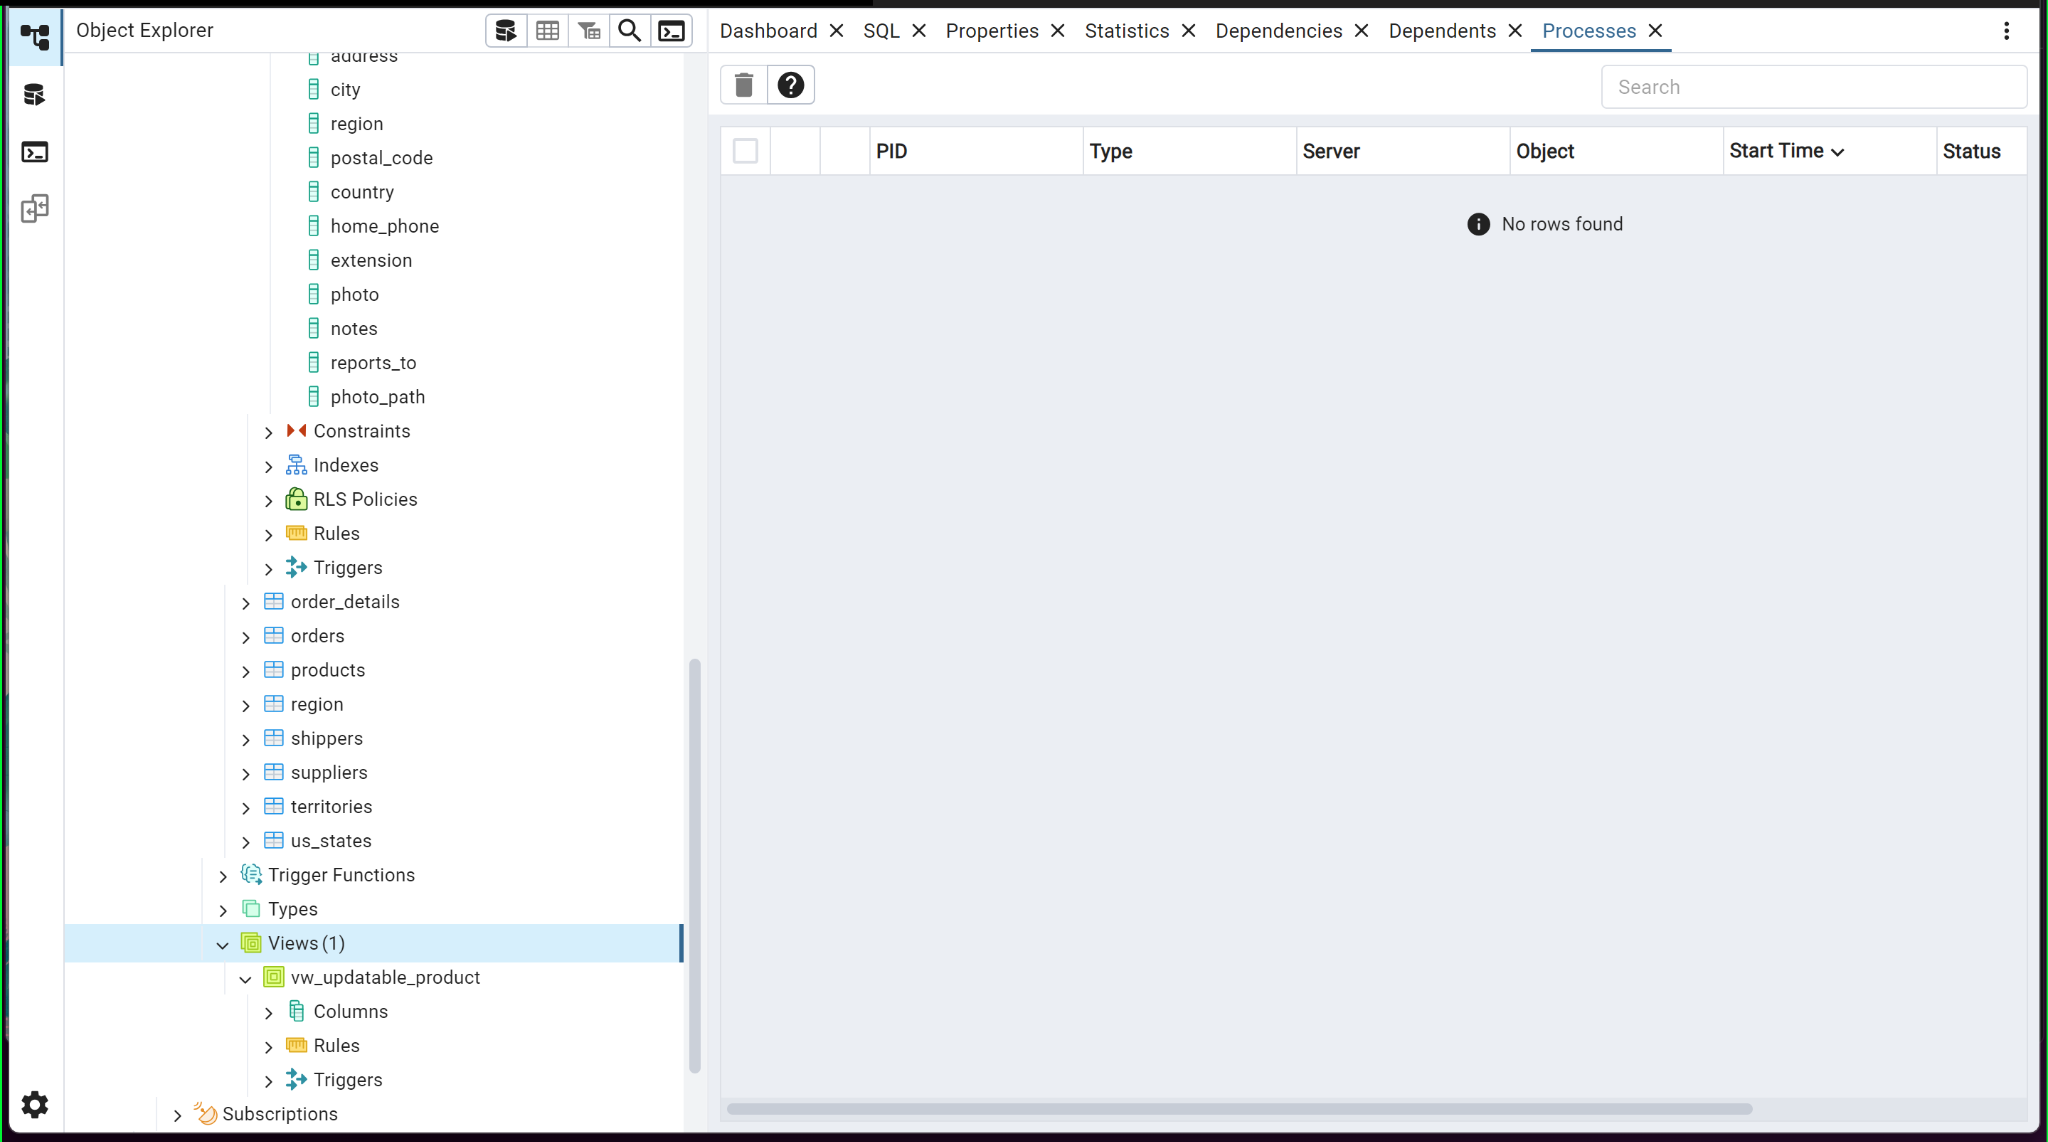 Object Explorer
address
city
region
postal_code
country
home_phone
extension
photo
notes
reports_to
photo_path
Constraints
Indexes
RLS Policies
Rules
Triggers
order_details
orders
products
region
shippers
suppliers
territories
us_states
Trigger Functions
Types
Views (1)
vw_updatable_product
Columns
Rules
Triggers
Subscriptions
Dashboard SQL Properties Statistics Dependencies Dependents Processes
Search
PID Type Server Object Start Time Status
No rows found